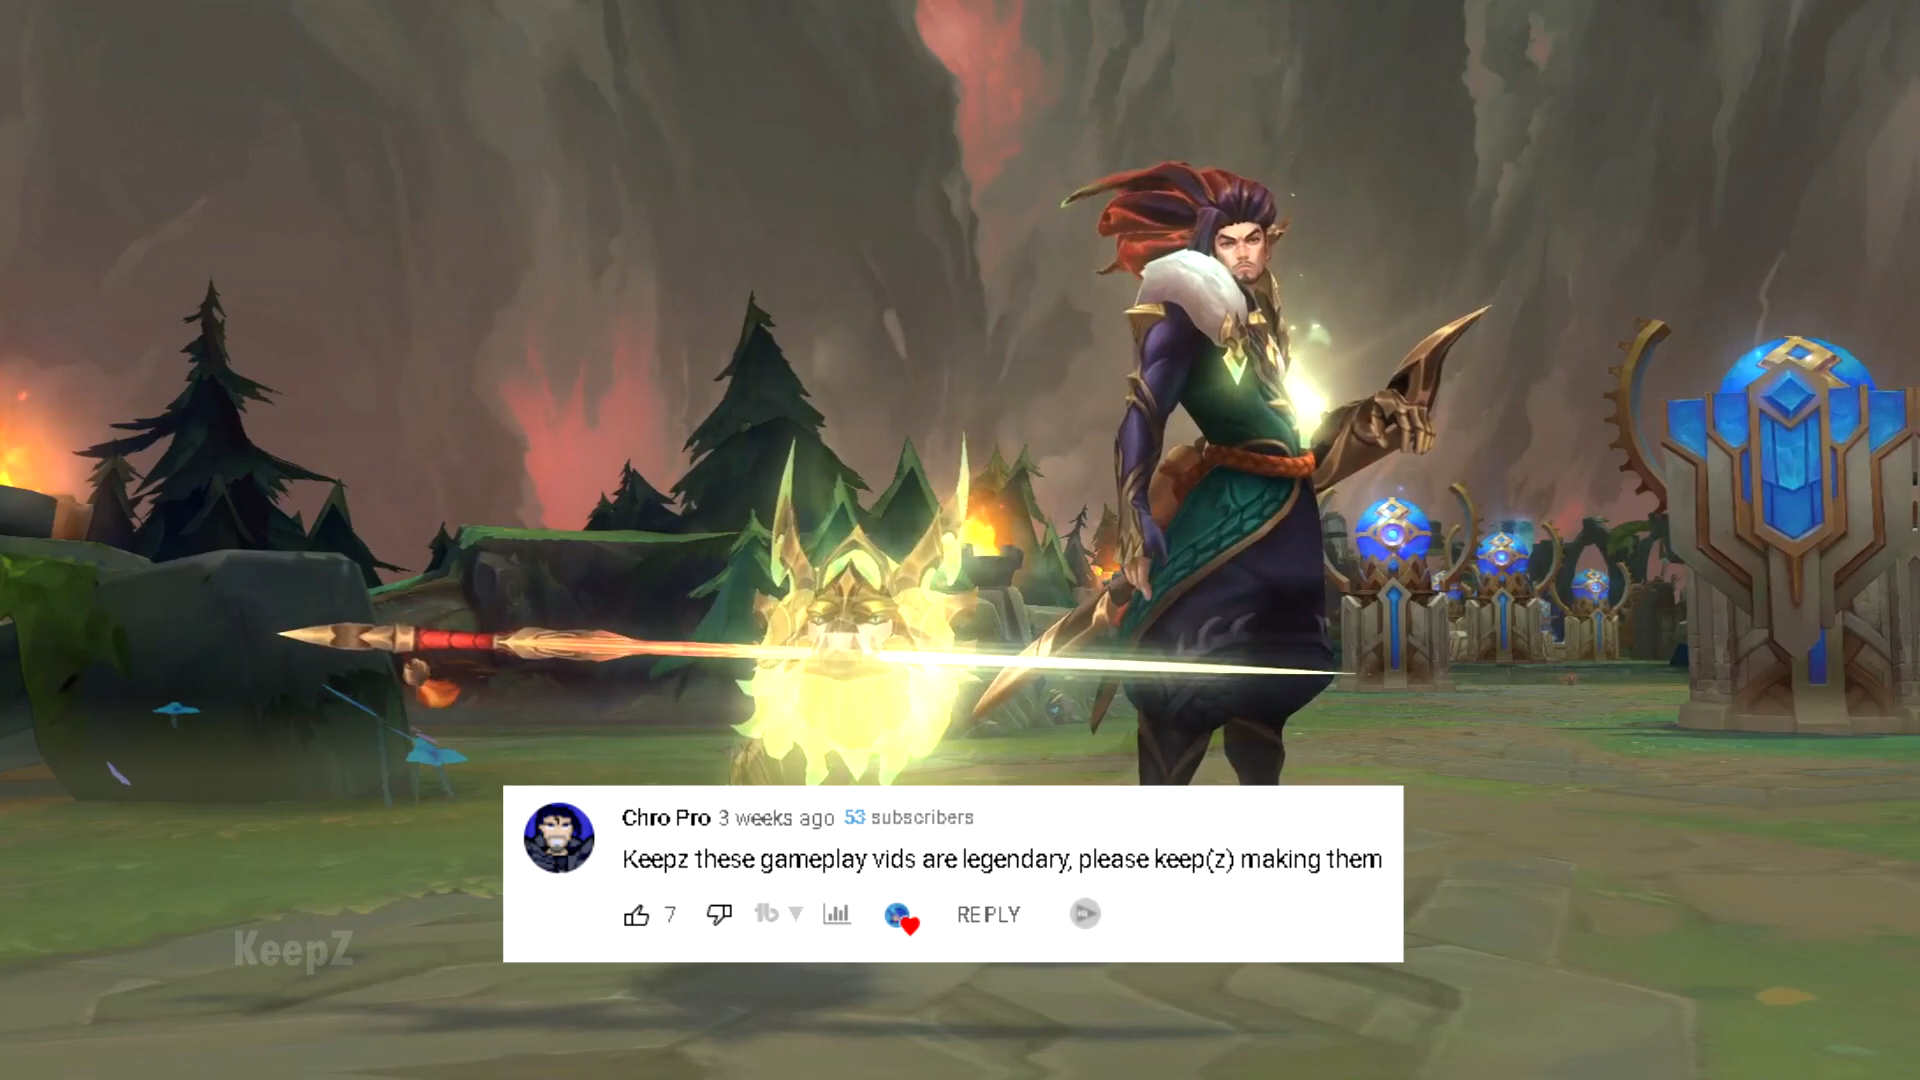 Chro Pro 3 weeks ago 53 subscribers
Keepz these gameplay vids are legendary, please keep(z) making them
7 REPLY
KeepZ